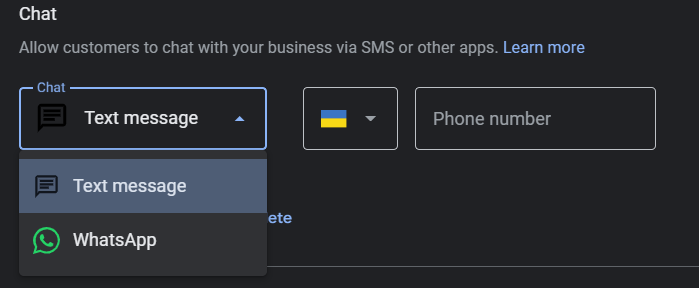 Chat
Allow customers to chat with your business via SMS or other apps. Learn more
Chat
Text message
Phone number
Text message
ete
WhatsApp